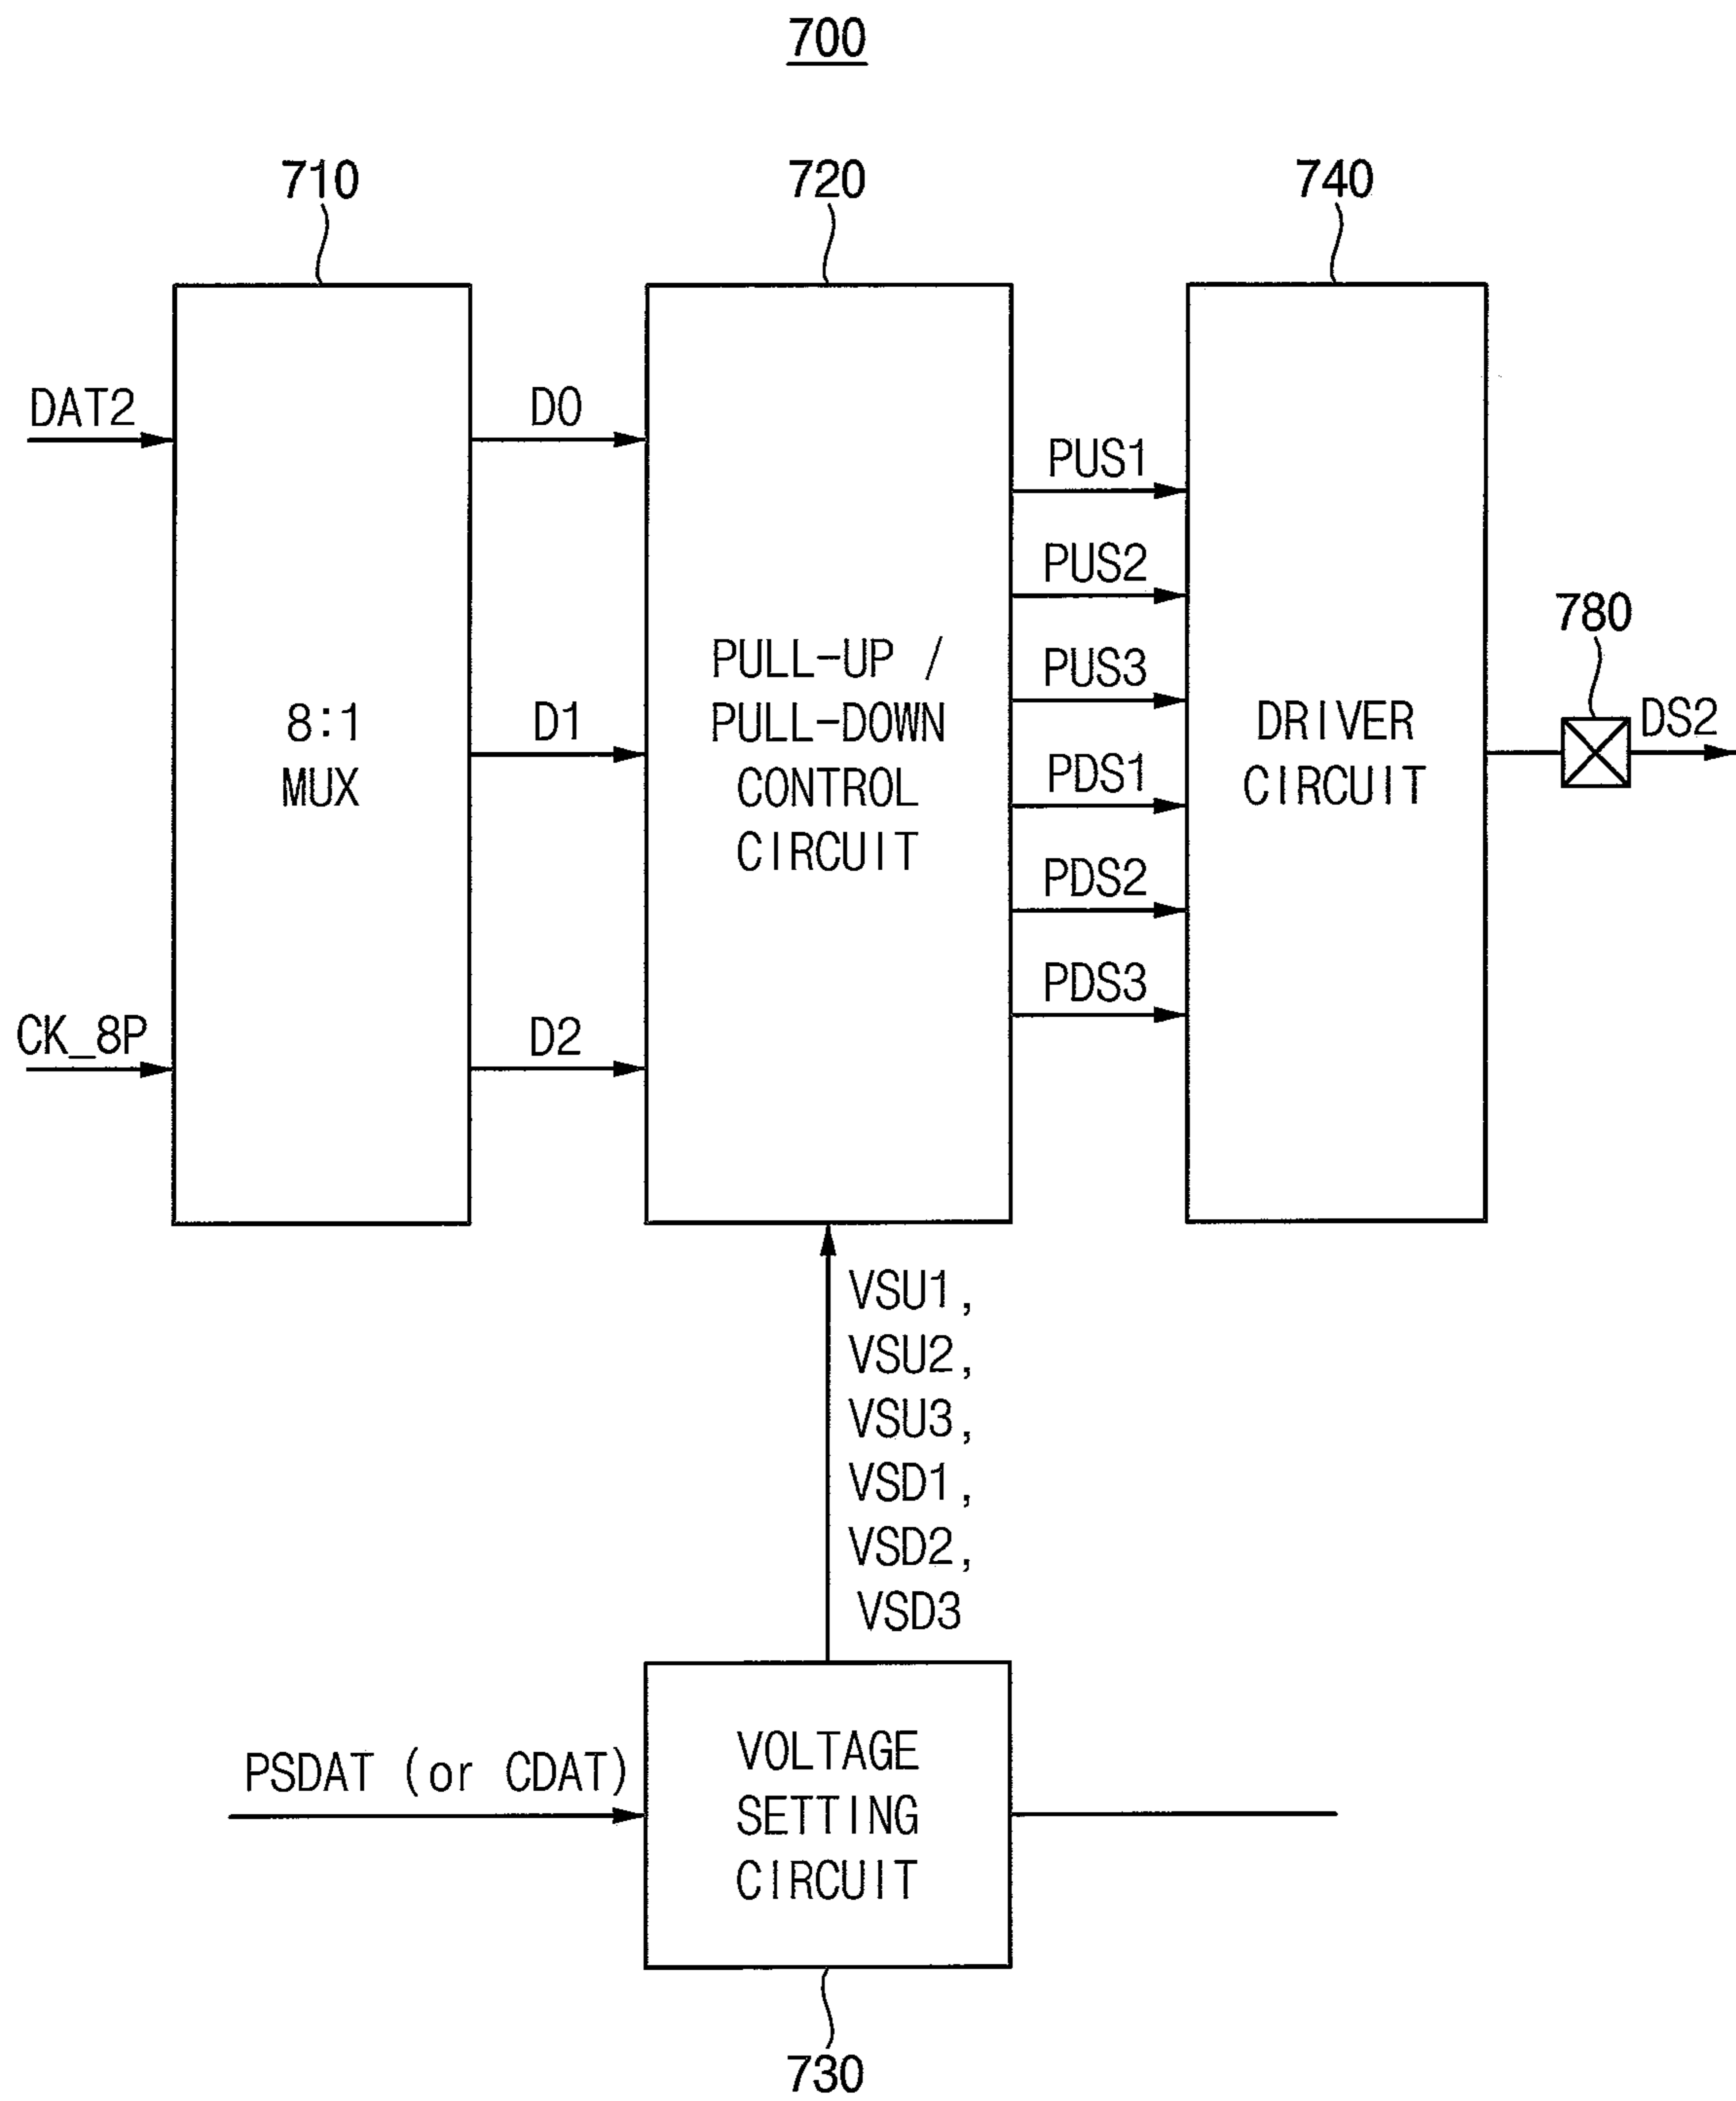 700
710
720
740
DAT2
D0
PUS1
PUS2
780
PUS3
PULL-UP /
PULL-DOWN
CONTROL
CIRCUIT
8:1
MUX
D1
DRIVER
CIRCUIT
DS2
PDS1
PDS2
PDS3
CK_8P
D2
VSU1,
VSU2,
VSU3,
VSD1,
VSD2,
VSD3
PSDAT (or CDAT)
VOLTAGE
SETTING
CIRCUIT
730